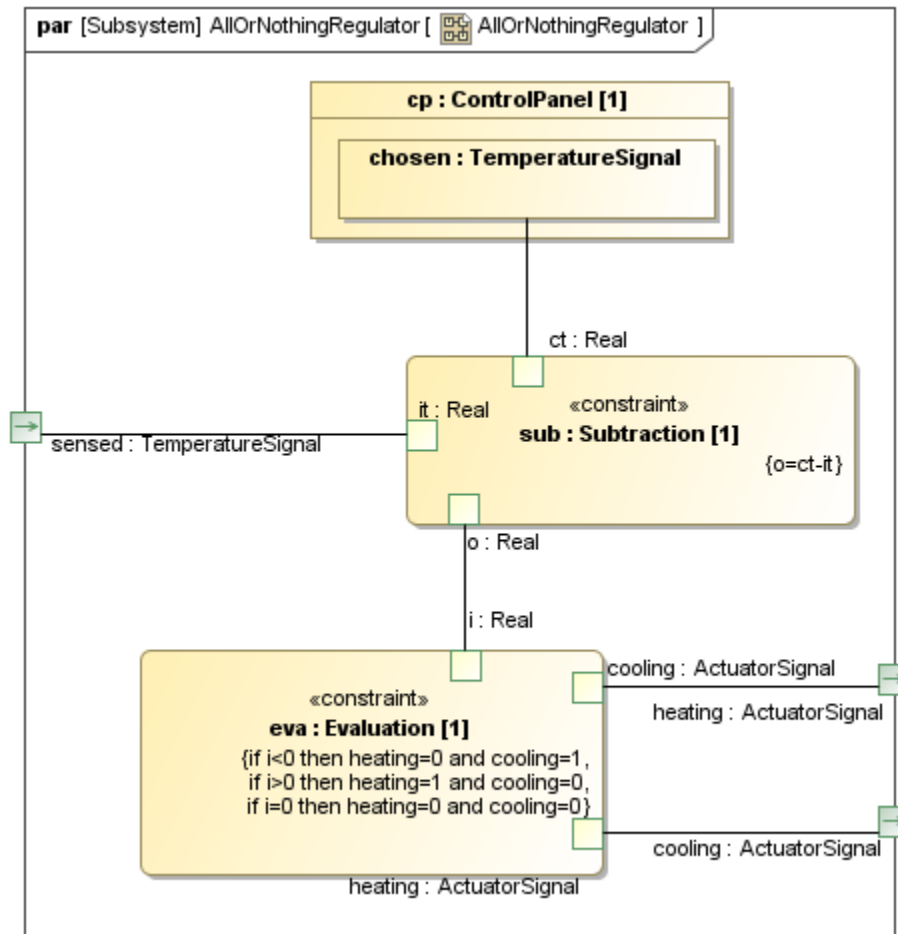 par [Subsystem] AllOrNothingRegulator [ AllOrNothingRegulator ]
cp : ControlPanel [1]
chosen : TemperatureSignal
ct : Real
it : Real
«constraint»
sub : Subtraction [1]
{o=ct-it}
sensed : TemperatureSignal
o : Real
i : Real
cooling : ActuatorSignal
heating : ActuatorSignal
«constraint»
eva : Evaluation [1]
{if i<0 then heating=0 and cooling=1,
if i>0 then heating=1 and cooling=0,
if i=0 then heating=0 and cooling=0}
cooling : ActuatorSignal
heating : ActuatorSignal